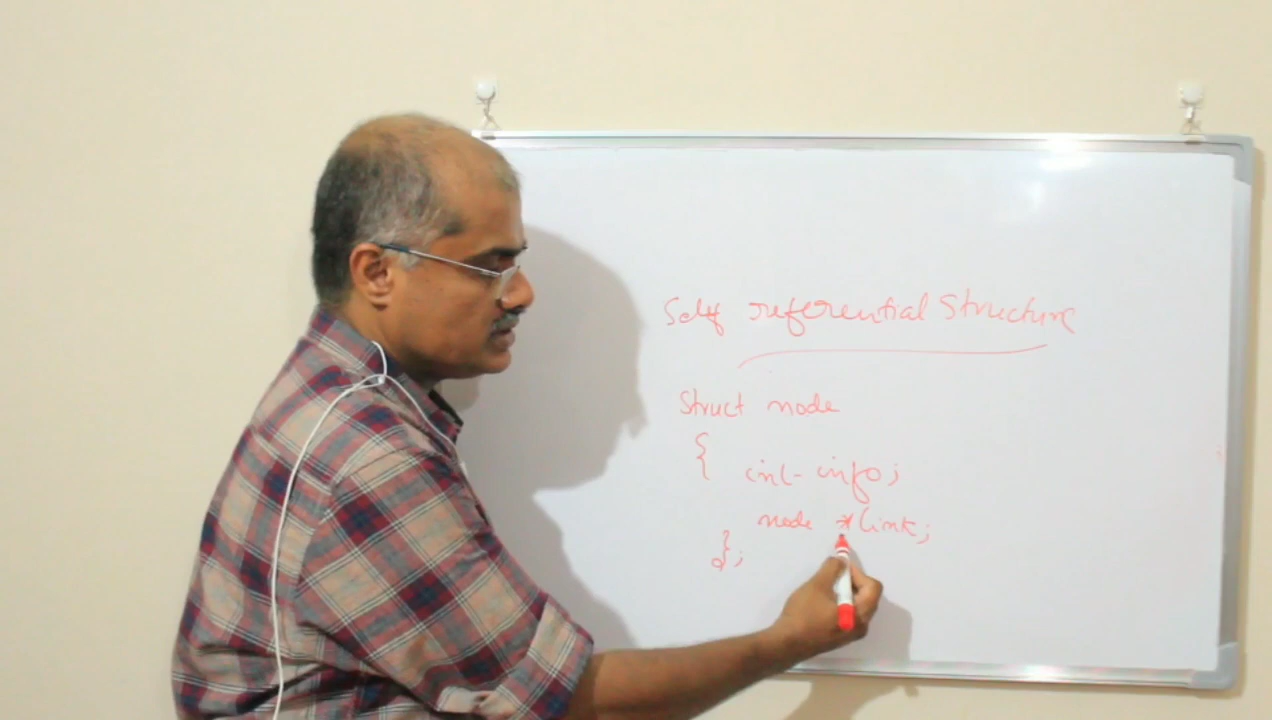 Self referential Structure
Struct node
{
int info;
node *link;
};